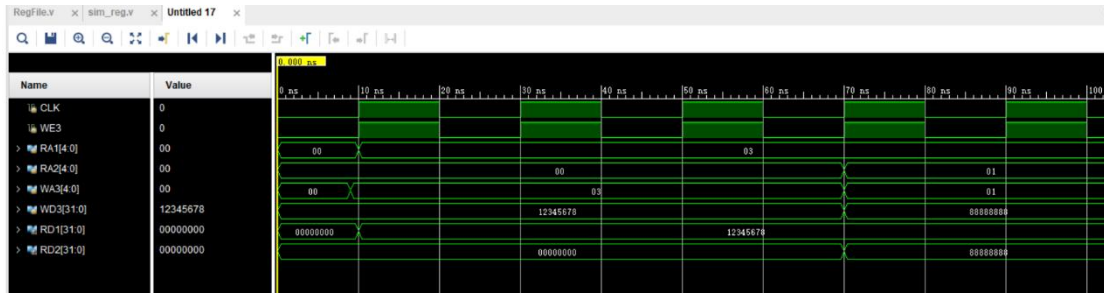 RegFile.v × sim_reg.v × Untitled 17 ×
0.000 ns
Name Value 0 ns 10 ns 20 ns 30 ns 40 ns 50 ns 60 ns 70 ns 80 ns 90 ns 100
CLK 0
WE3 0
> RA1[4:0] 00 00 03
> RA2[4:0] 00 00 01
> WA3[4:0] 00 00 03 01
> WD3[31:0] 12345678 12345678 88888888
> RD1[31:0] 00000000 00000000 12345678
> RD2[31:0] 00000000 00000000 88888888